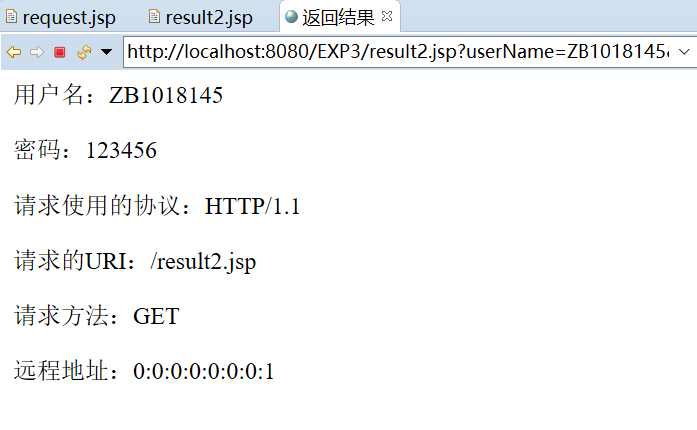 request.jsp result2.jsp 返回结果
http://localhost:8080/EXP3/result2.jsp?userName=ZB1018145&
用户名：ZB1018145
密码：123456
请求使用的协议：HTTP/1.1
请求的URI：/result2.jsp
请求方法：GET
远程地址：0:0:0:0:0:0:0:1